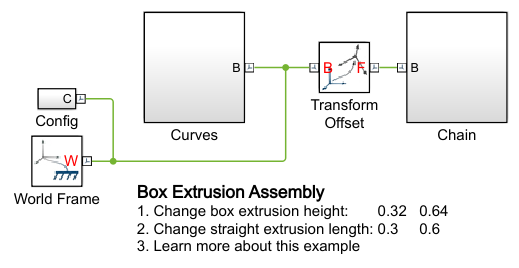 B
B
F
B
Transform
Offset
Curves
Chain
C
Config
W
World Frame
Box Extrusion Assembly
1. Change box extrusion height: 0.32 0.64
2. Change straight extrusion length: 0.3 0.6
3. Learn more about this example